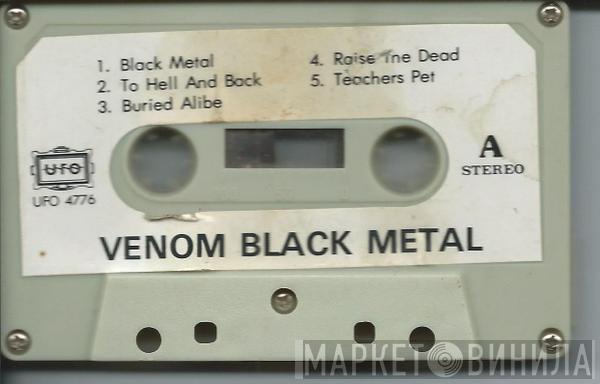 1. Black Metal
2. To Hell And Back
3. Buried Alibe
4. Raise The Dead
5. Teachers Pet
UFO
UFO 4776
A
STEREO
VENOM BLACK METAL
МАРКЕТ ВИНИЛА